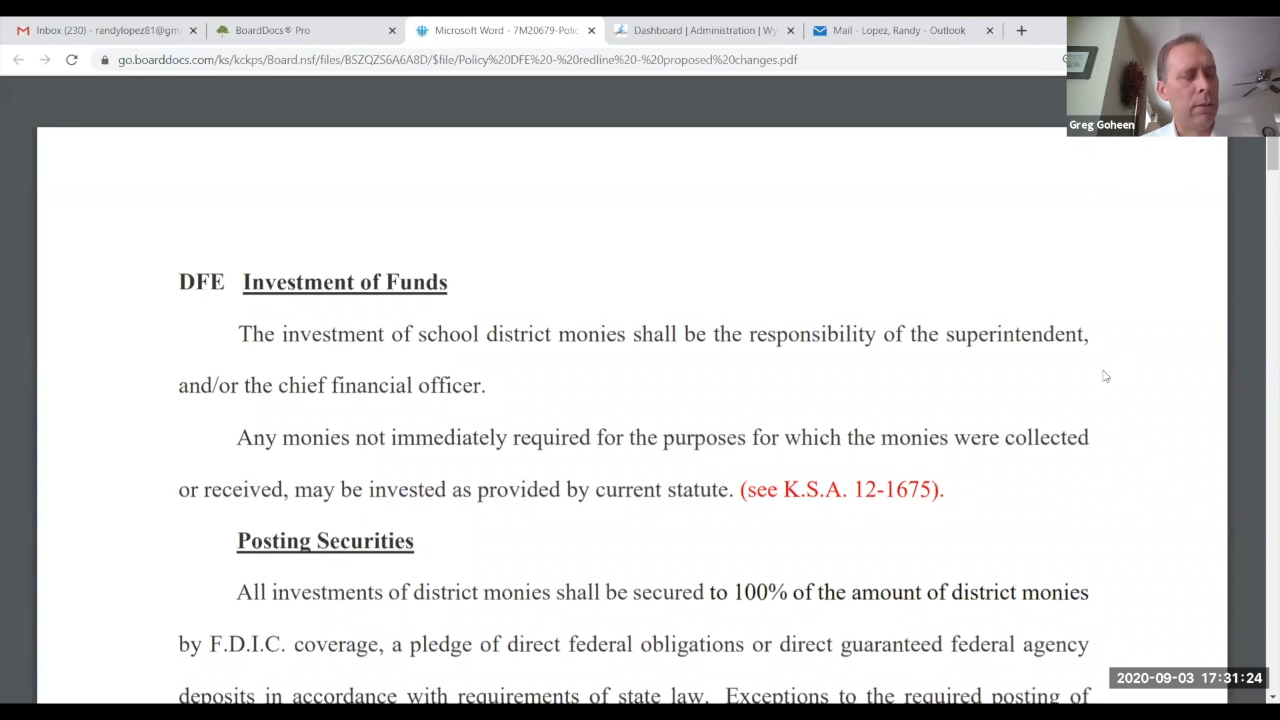 Inbox (230) - randylopez81@gm
BoardDocs® Pro
Microsoft Word - 7M20679-Polic
Dashboard | Administration | Wy
Mail - Lopez, Randy - Outlook
go.boarddocs.com/ks/kckps/Board.nsf/files/BSZSTC6A6A8D/$file/Policy%20DFE%20-%20redline%20-%20proposed%20changes.pdf
Greg Goheen
DFE Investment of Funds
The investment of school district monies shall be the responsibility of the superintendent,
and/or the chief financial officer.
Any monies not immediately required for the purposes for which the monies were collected
or received, may be invested as provided by current statute. (see K.S.A. 12-1675).
Posting Securities
All investments of district monies shall be secured to 100% of the amount of district monies
by F.D.I.C. coverage, a pledge of direct federal obligations or direct guaranteed federal agency
deposits in accordance with requirements of state law. Exceptions to the required posting of
2020-09-03 17:31:24